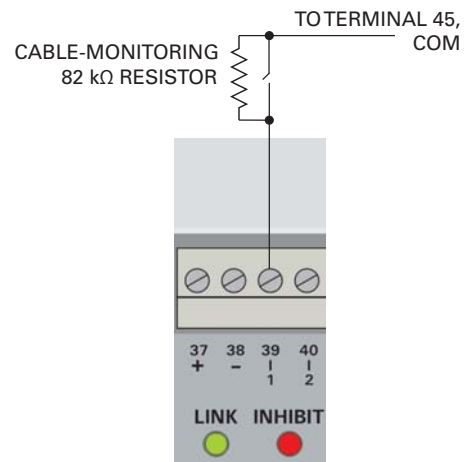 TO TERMINAL 45,
COM
CABLE-MONITORING
82 kΩ RESISTOR
37 38 39 40
+ – I I
1 2
LINK INHIBIT